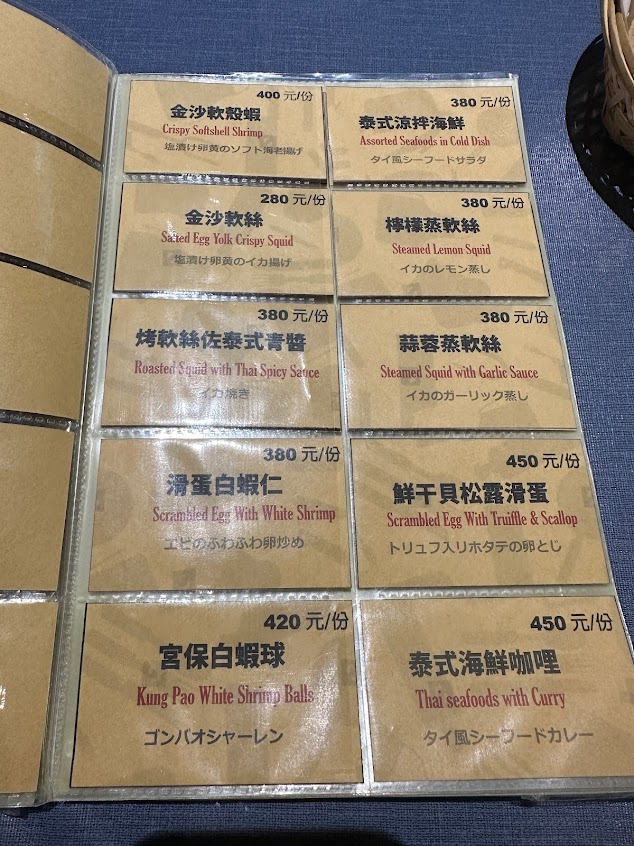 400 元/份
金沙軟殼蝦
Crispy Softshell Shrimp
塩漬け卵黄のソフト海老揚げ
380 元/份
泰式涼拌海鮮
Assorted Seafoods in Cold Dish
タイ風シーフードサラダ
280 元/份
金沙軟絲
Salted Egg Yolk Crispy Squid
塩漬け卵黄のイカ揚げ
380 元/份
檸檬蒸軟絲
Steamed Lemon Squid
イカのレモン蒸し
380 元/份
烤軟絲佐泰式青醬
Roasted Squid with Thai Spicy Sauce
イカ焼き
380 元/份
蒜蓉蒸軟絲
Steamed Squid with Garlic Sauce
イカのガーリック蒸し
380 元/份
滑蛋白蝦仁
Scrambled Egg With White Shrimp
エビのふわふわ卵炒め
450 元/份
鮮干貝松露滑蛋
Scrambled Egg With Truiffle & Scallop
トリュフ入リホタテの卵とじ
420 元/份
宮保白蝦球
Kung Pao White Shrimp Balls
ゴンバオシャーレン
450 元/份
泰式海鮮咖哩
Thai seafoods with Curry
タイ風シーフードカレー